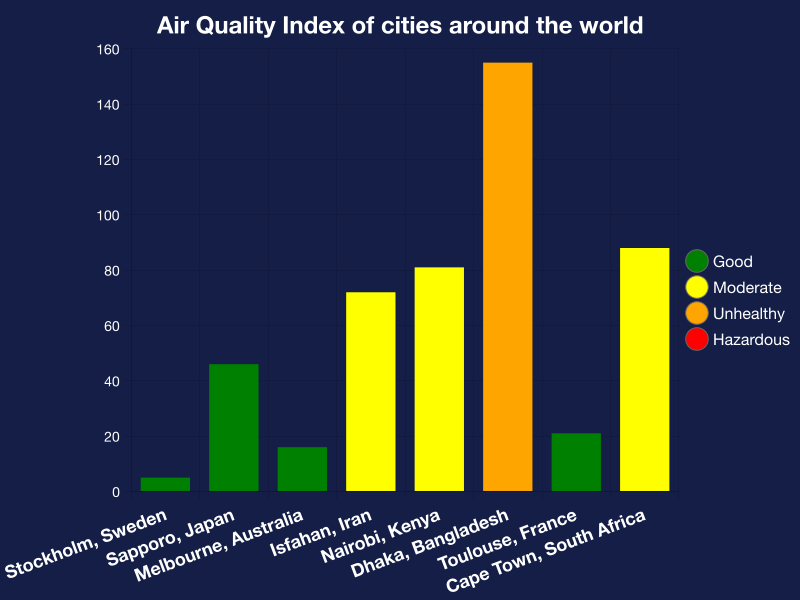 Air Quality Index of cities around the world
160
140
120
100
80
60
40
20
0
Good
Moderate
Unhealthy
Hazardous
Stockholm, Sweden
Sapporo, Japan
Melbourne, Australia
Isfahan, Iran
Nairobi, Kenya
Dhaka, Bangladesh
Toulouse, France
Cape Town, South Africa